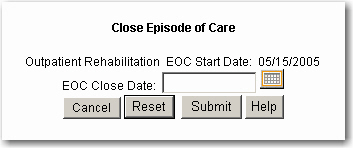 Close Episode of Care
Outpatient Rehabilitation EOC Start Date: 05/15/2005
EOC Close Date:
Cancel Reset Submit Help